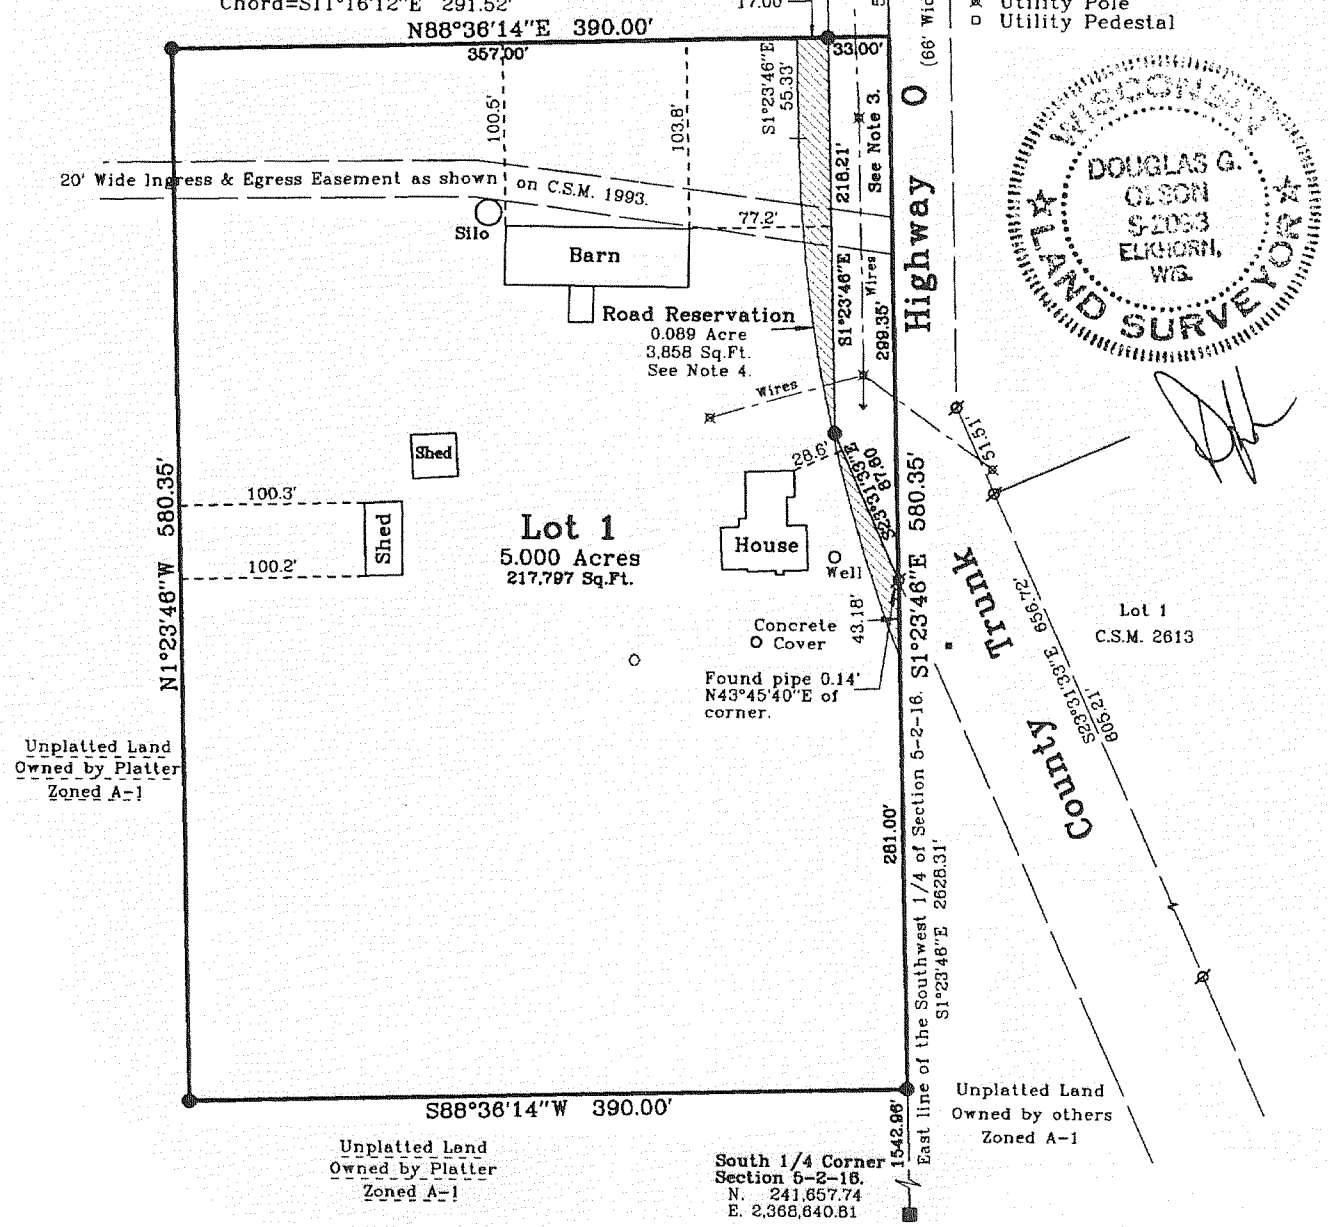 Chord=S11°16'12"E 291.52'
17.00'
Utility Pole
Utility Pedestal
N88°36'14"E 390.00'
357.00'
33.00'
S1°23'46"E
55.33'
100.5'
103.8'
218.21'
See Note 3.
Highway O
20' Wide Ingress & Egress Easement as shown on C.S.M. 1993.
WISCONSIN
DOUGLAS G.
OLSON
S-2093
ELKHORN,
WIS.
LAND SURVEYOR
Silo
77.2'
Barn
S1°23'46"E
Wires
299.35'
Road Reservation
0.089 Acre
3,858 Sq.Ft.
See Note 4.
Wires
51.51'
Shed
28.6'
S23°31'33"E
87.80
N1°23'46"W 580.35'
100.3'
Shed
100.2'
Lot 1
5.000 Acres
217,797 Sq.Ft.
House
Well
S1°23'46"E 580.35'
Trunk
County
43.18'
Concrete
Cover
Lot 1
C.S.M. 2613
656.72'
S23°31'33"E
805.21'
Found pipe 0.14'
N43°45'40"E of
corner.
Unplatted Land
Owned by Platter
Zoned A-1
281.00'
East line of the Southwest 1/4 of Section 5-2-16.
S1°23'46"E 2628.31'
S88°36'14"W 390.00'
1542.96'
Unplatted Land
Owned by others
Zoned A-1
Unplatted Land
Owned by Platter
Zoned A-1
South 1/4 Corner
Section 5-2-16.
N. 241,657.74
E. 2,368,640.81